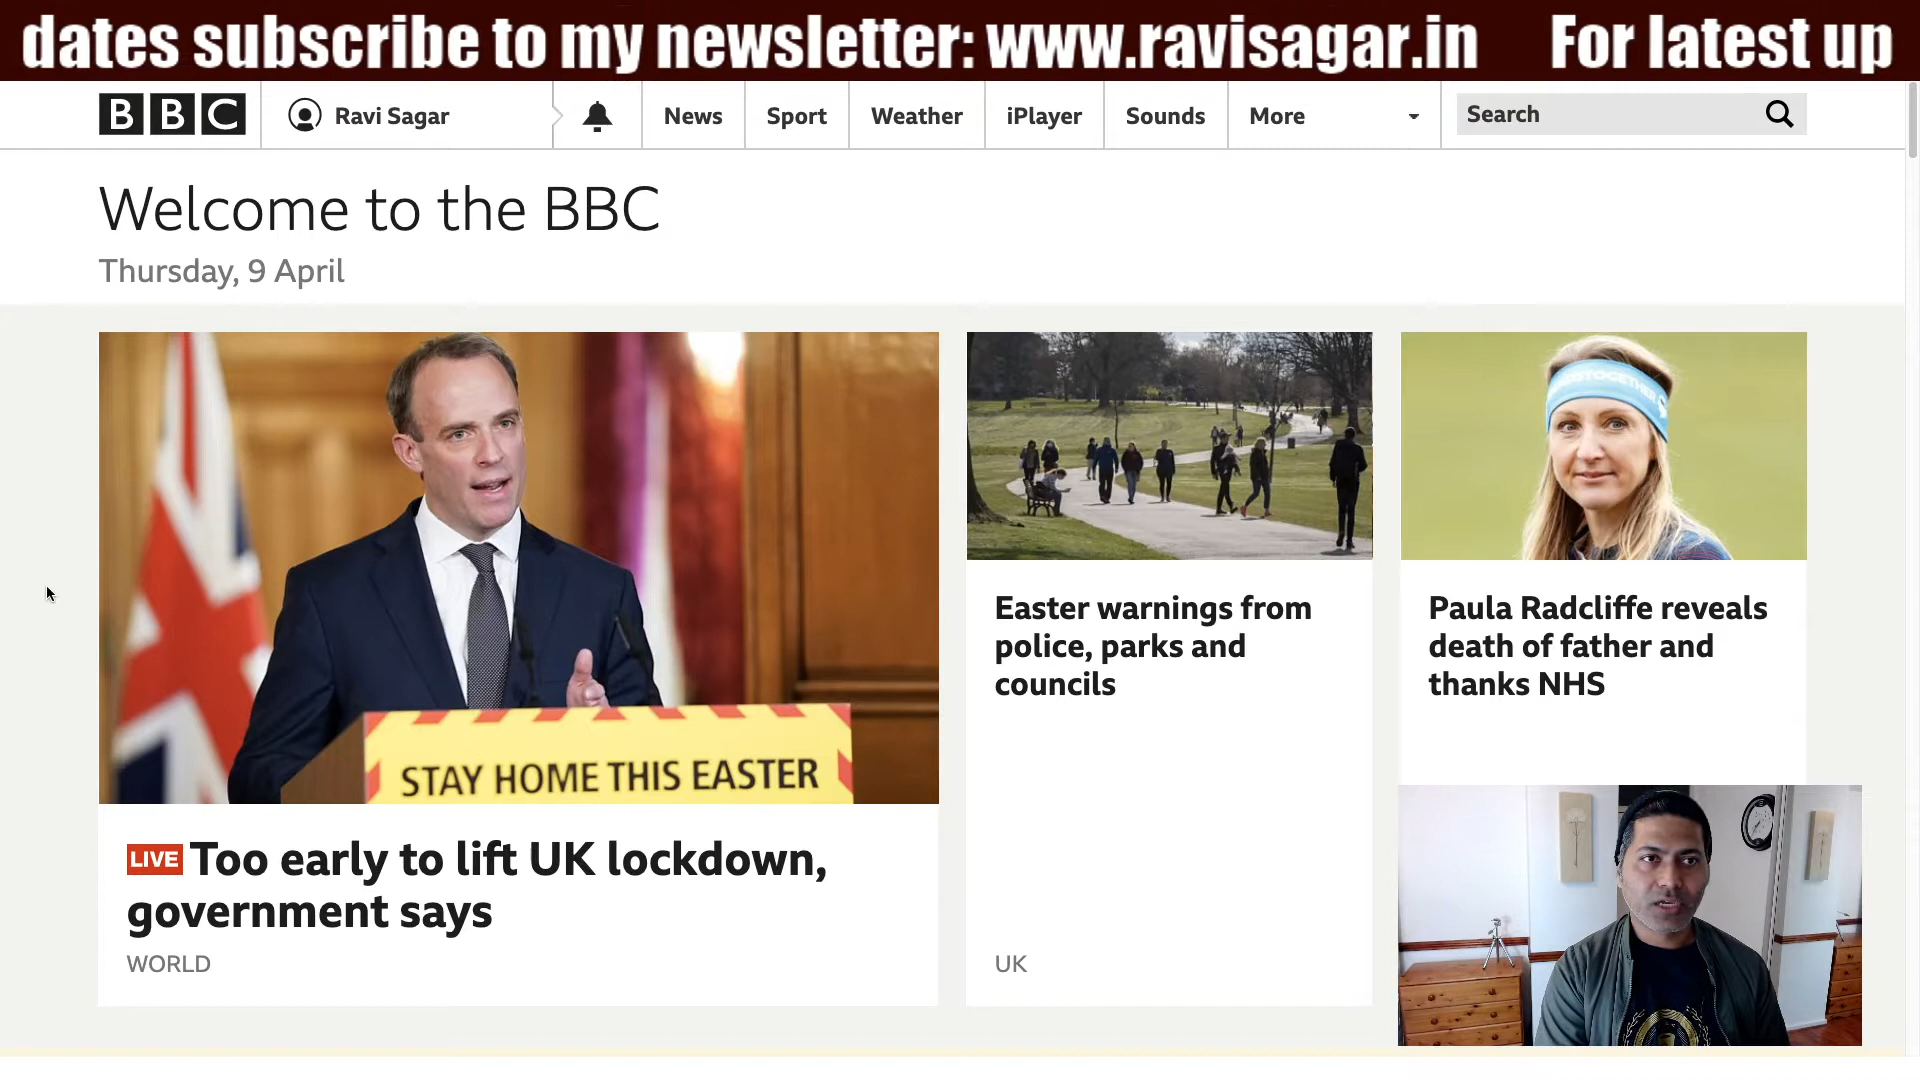 dates subscribe to my newsletter: www.ravisagar.in For latest up
BBC Ravi Sagar News Sport Weather iPlayer Sounds More Search
Welcome to the BBC
Thursday, 9 April
STAY HOME THIS EASTER
LIVE Too early to lift UK lockdown,
government says
WORLD
Easter warnings from
police, parks and
councils
UK
Paula Radcliffe reveals
death of father and
thanks NHS